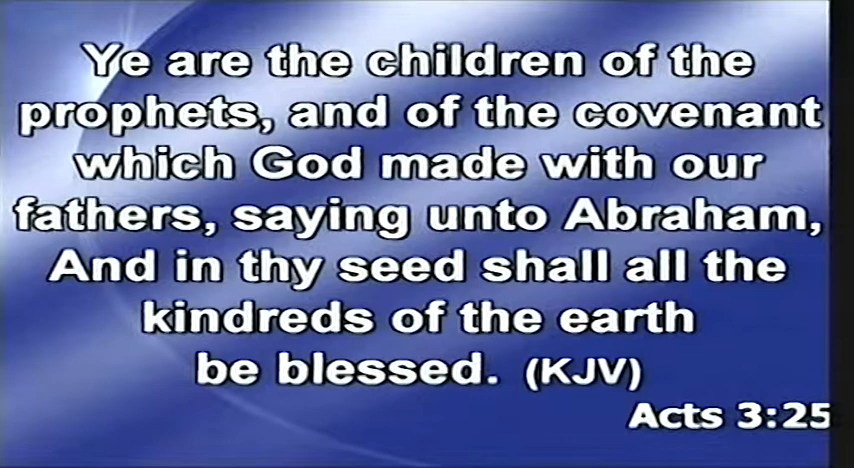 Ye are the children of the
prophets, and of the covenant
which God made with our
fathers, saying unto Abraham,
And in thy seed shall all the
kindreds of the earth
be blessed. (KJV)
Acts 3:25